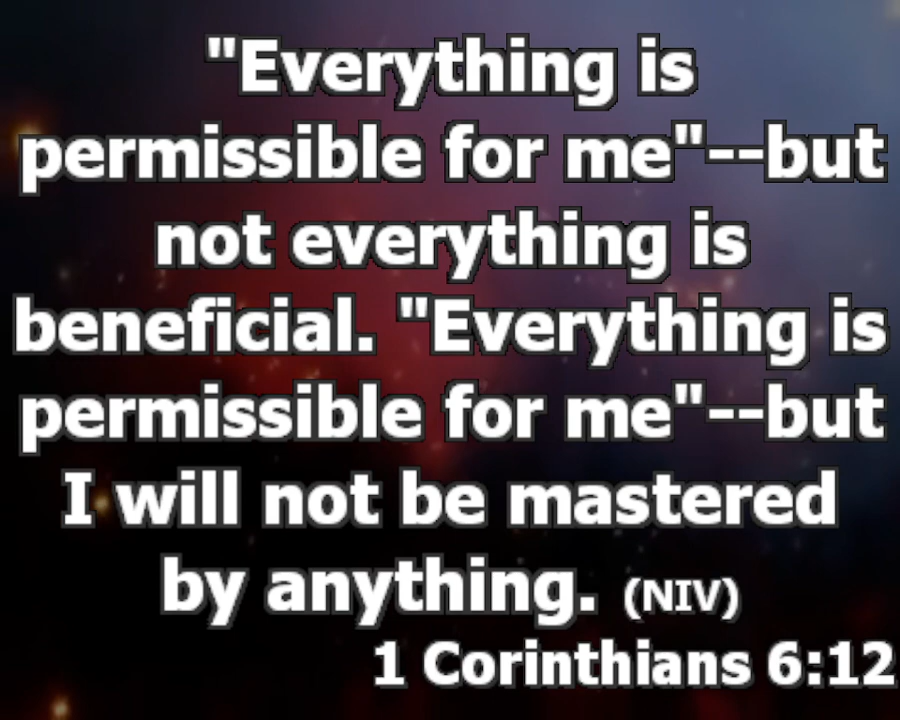 "Everything is
permissible for me"--but
not everything is
beneficial. "Everything is
permissible for me"--but
I will not be mastered
by anything. (NIV)
1 Corinthians 6:12